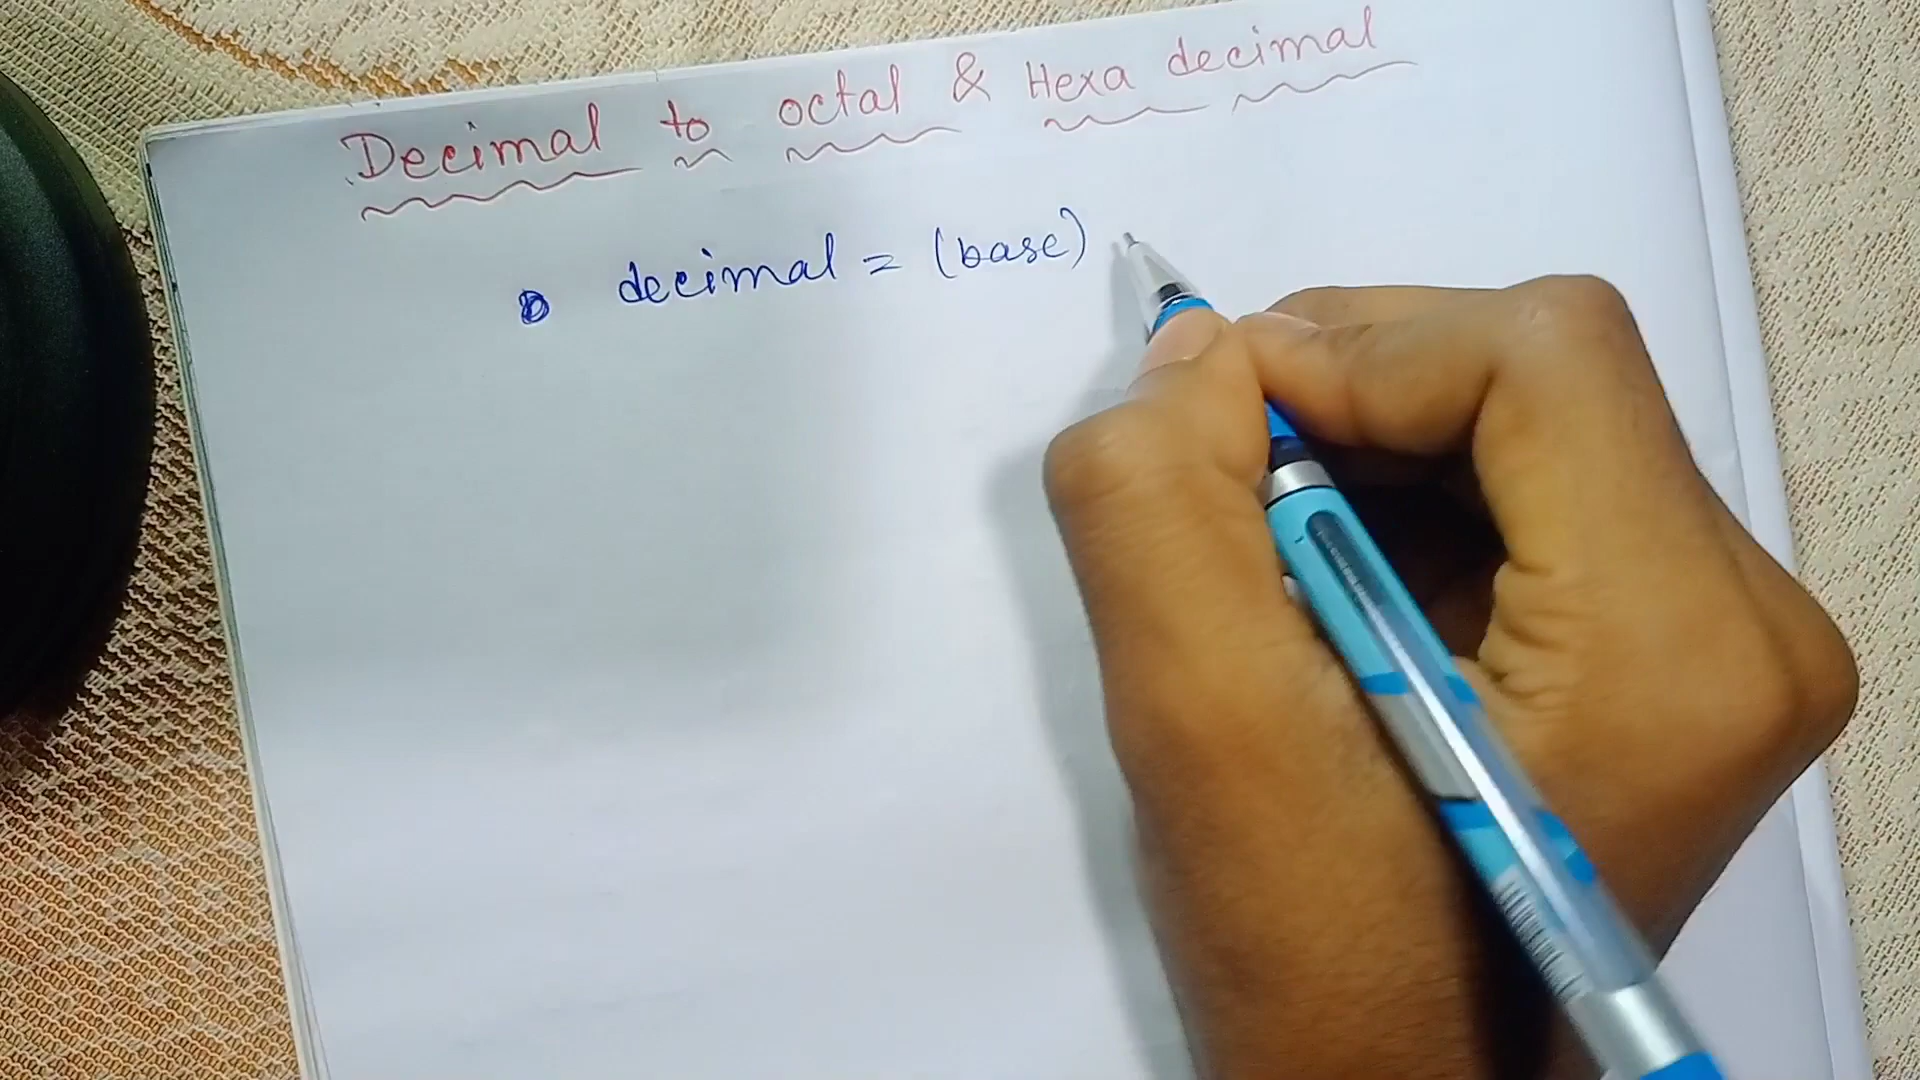 Decimal to octal & Hexa decimal
decimal = (base)